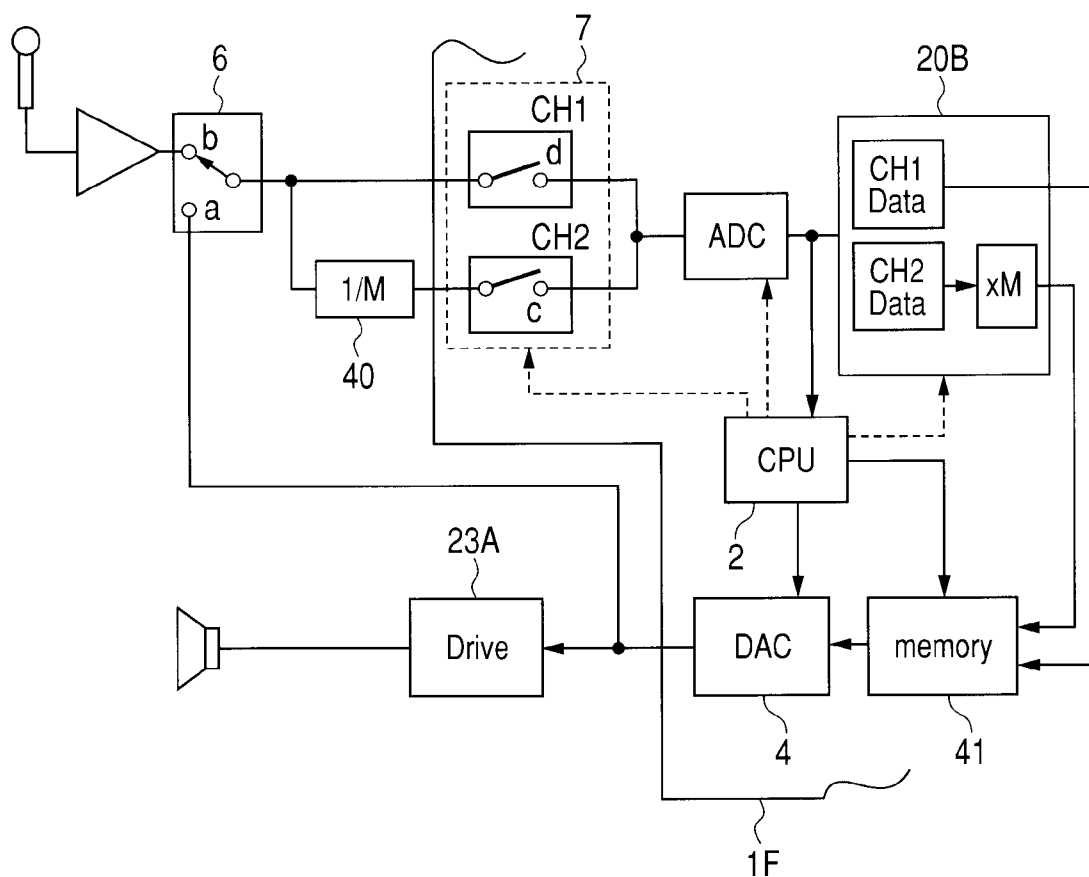 7
6
20B
CH1
b
d
CH1
Data
a
ADC
CH2
CH2
Data
xM
1/M
c
40
CPU
2
23A
Drive
DAC
memory
4
41
1F